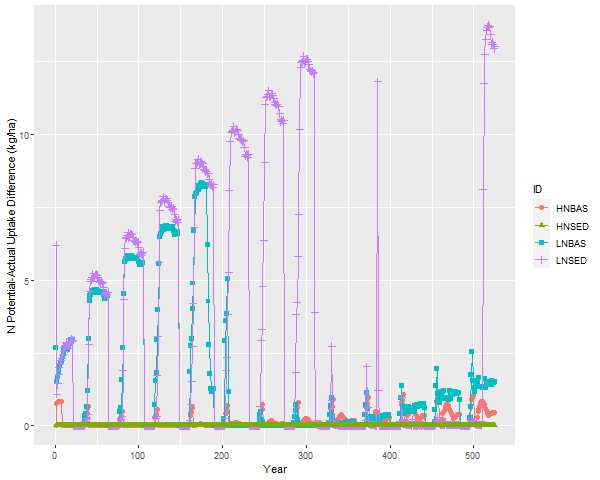 N Potential-Actual Uptake Difference (kg/ha)
10
5
0
0
100
200
300
400
500
Year
ID
HNBAS
HNSED
LNBAS
LNSED